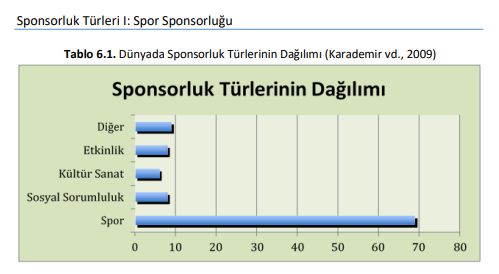 Sponsorluk Türleri I: Spor Sponsorluğu
Tablo 6.1. Dünyada Sponsorluk Türlerinin Dağılımı (Karademir vd., 2009)
Sponsorluk Türlerinin Dağılımı
Diğer
Etkinlik
Kültür Sanat
Sosyal Sorumluluk
Spor
0 10 20 30 40 50 60 70 80